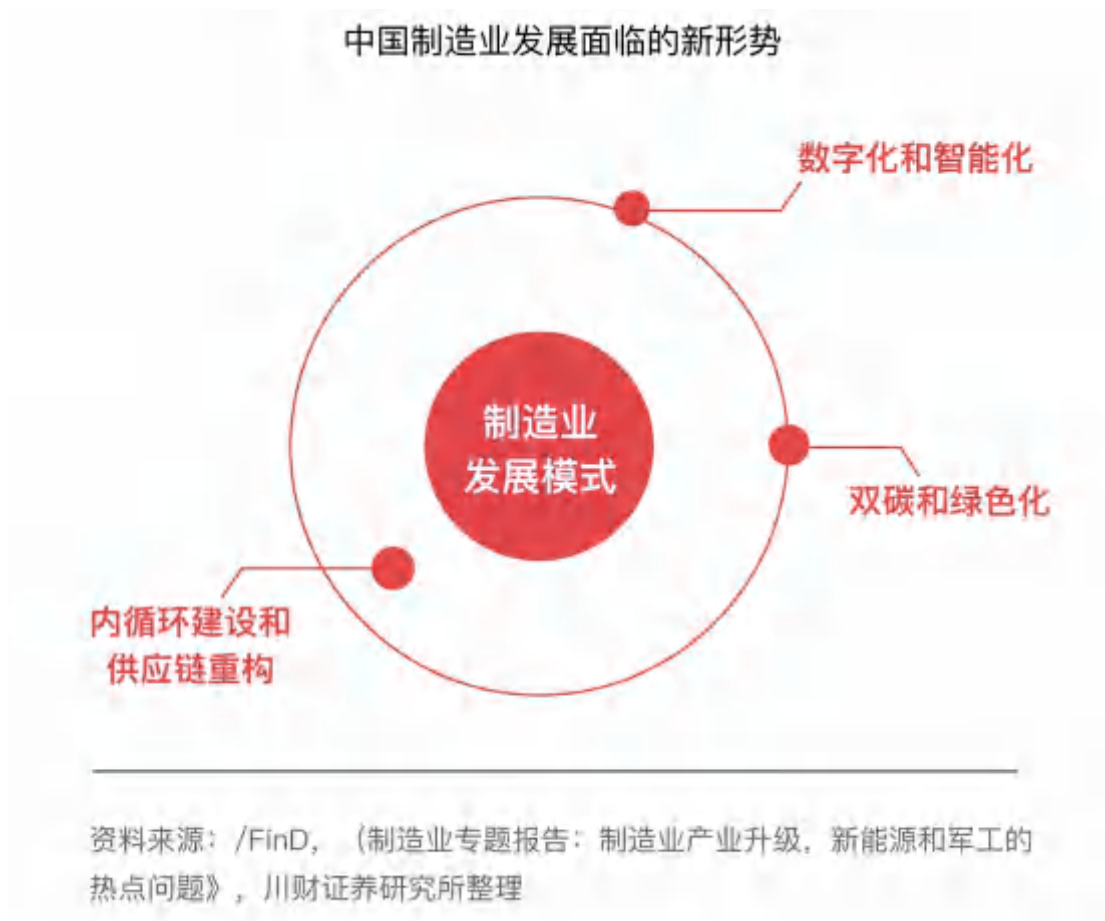 中国制造业发展面临的新形势
数字化和智能化
制造业
发展模式
双碳和绿色化
内循环建设和
供应链重构
资料来源：/FinD，（制造业专题报告：制造业产业升级，新能源和军工的
热点问题》，川财证养研究所整理